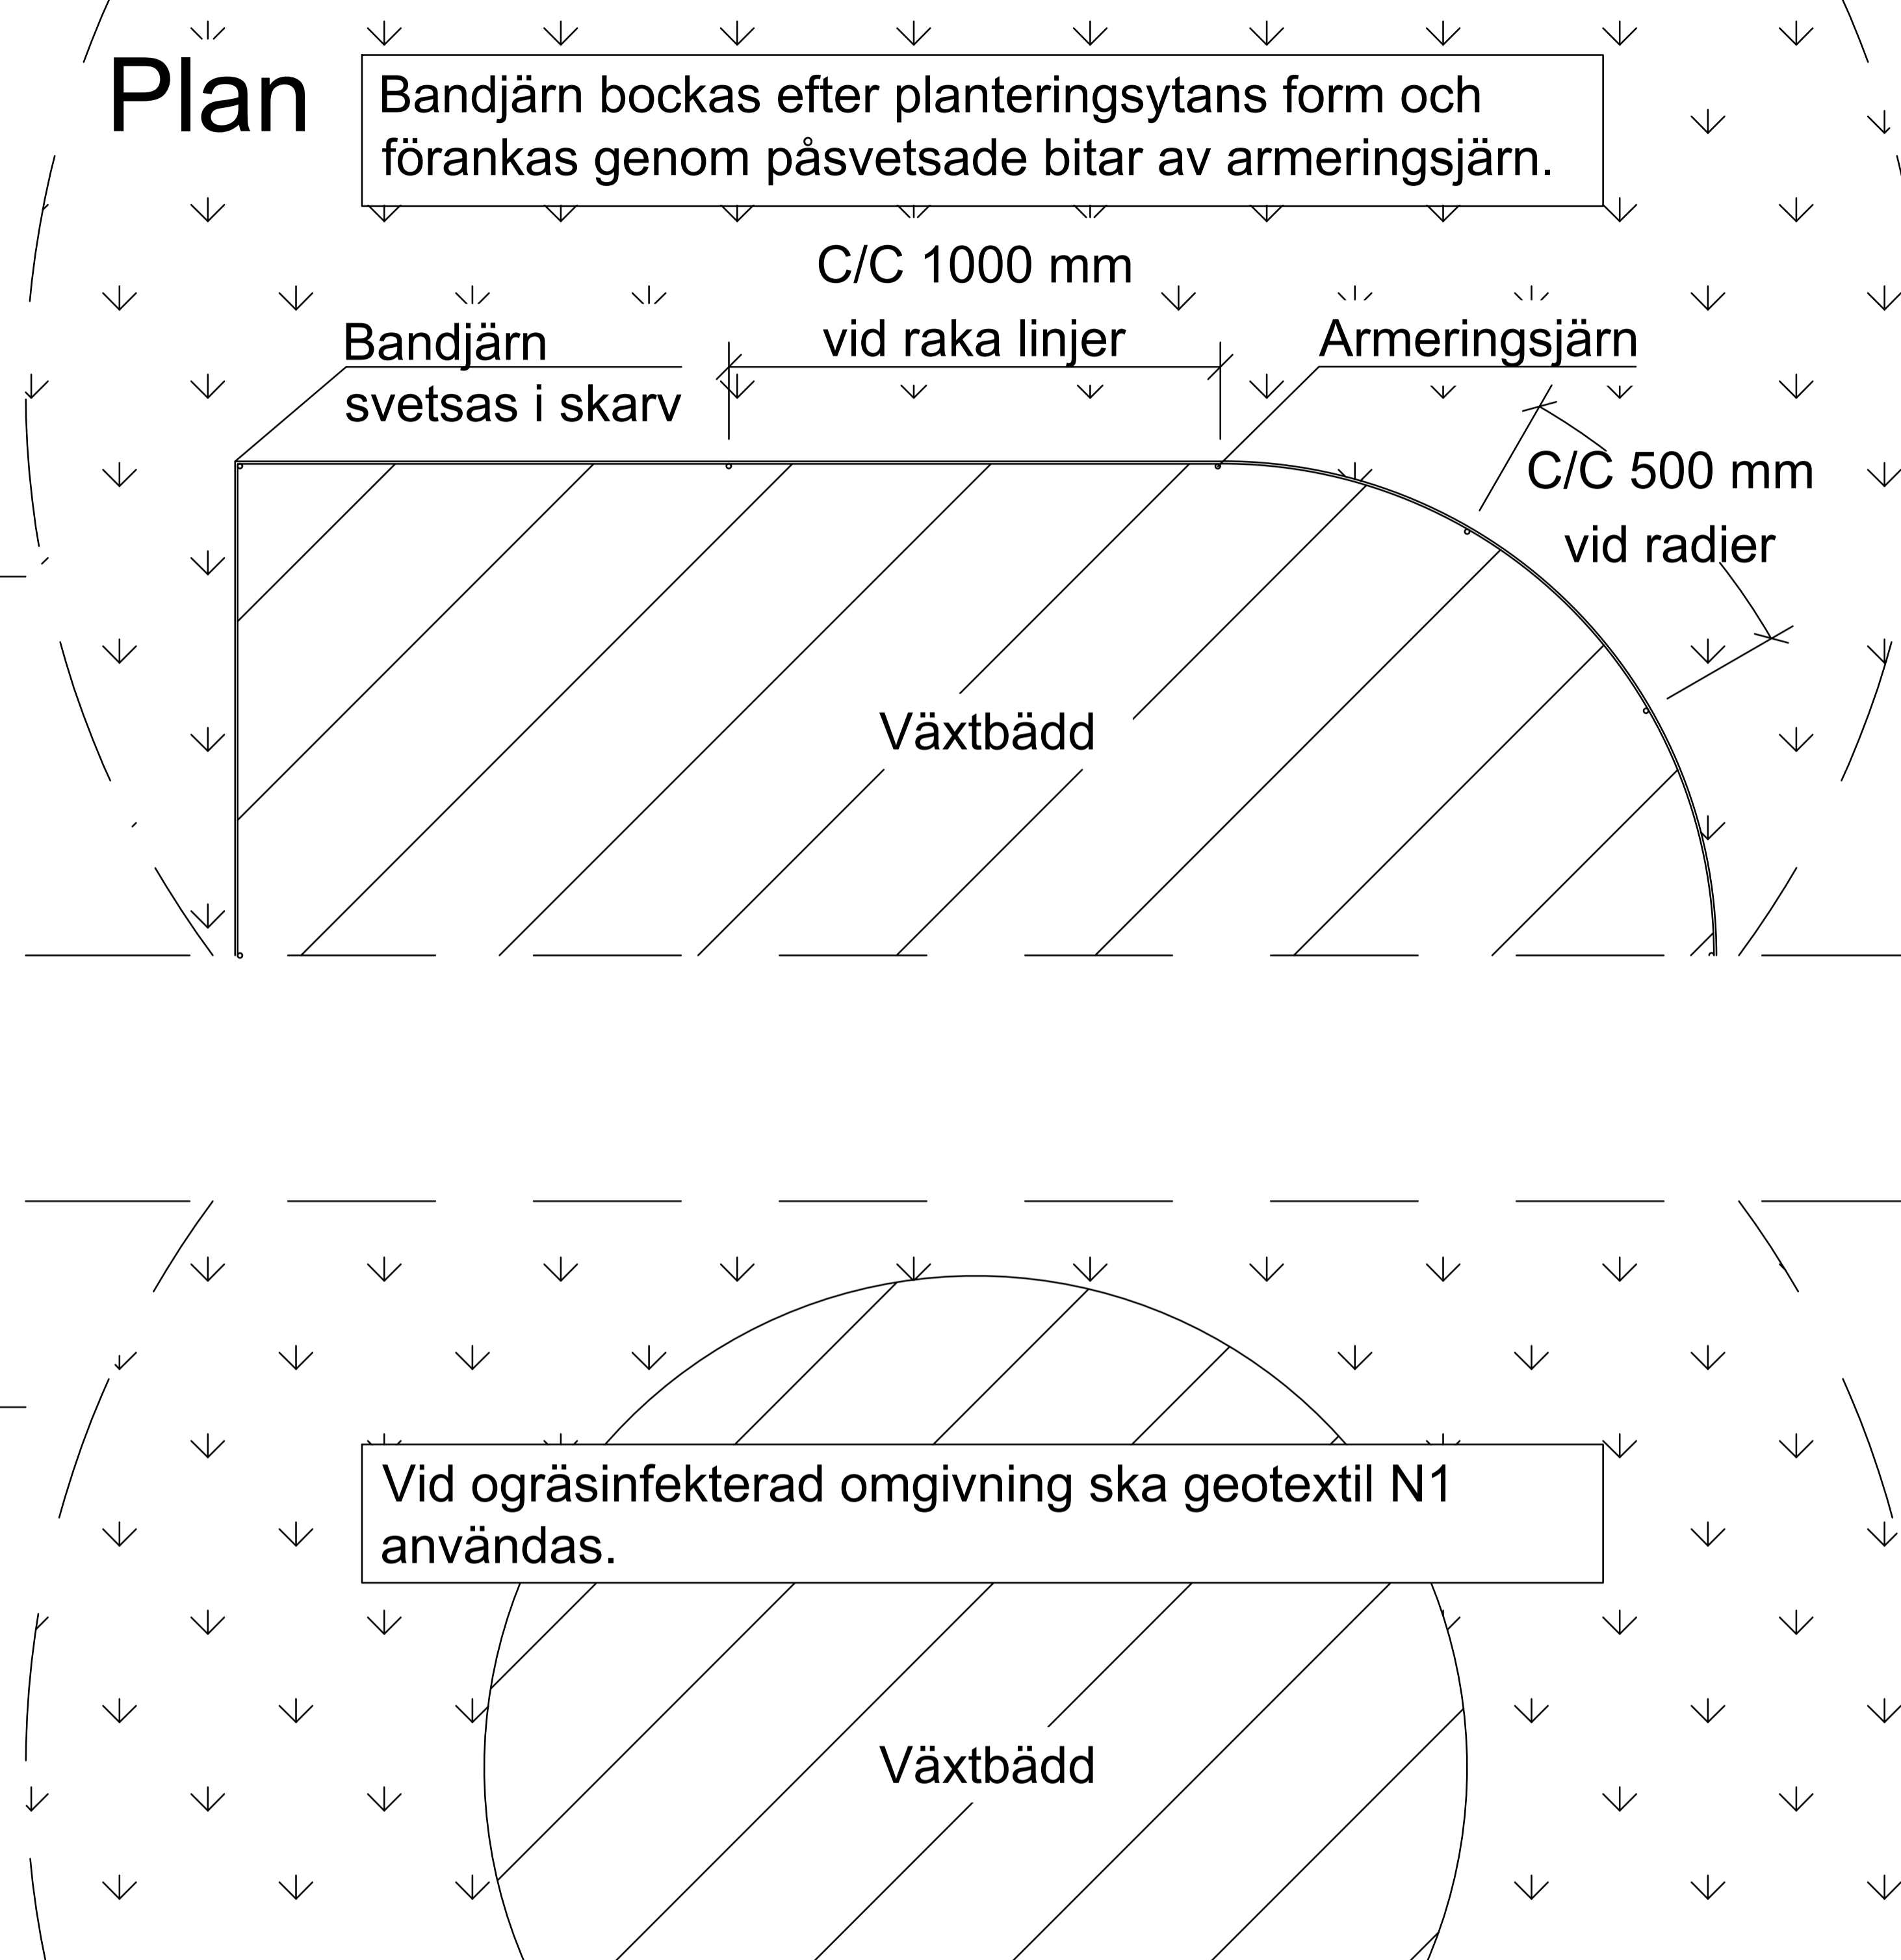 Plan
Bandjärn bockas efter planteringsytans form och
förankas genom påsvetsade bitar av armeringsjärn.
C/C 1000 mm
vid raka linjer
Bandjärn
svetsas i skarv
Armeringsjärn
C/C 500 mm
vid radier
Växtbädd
Vid ogräsinfekterad omgivning ska geotextil N1
användas.
Växtbädd